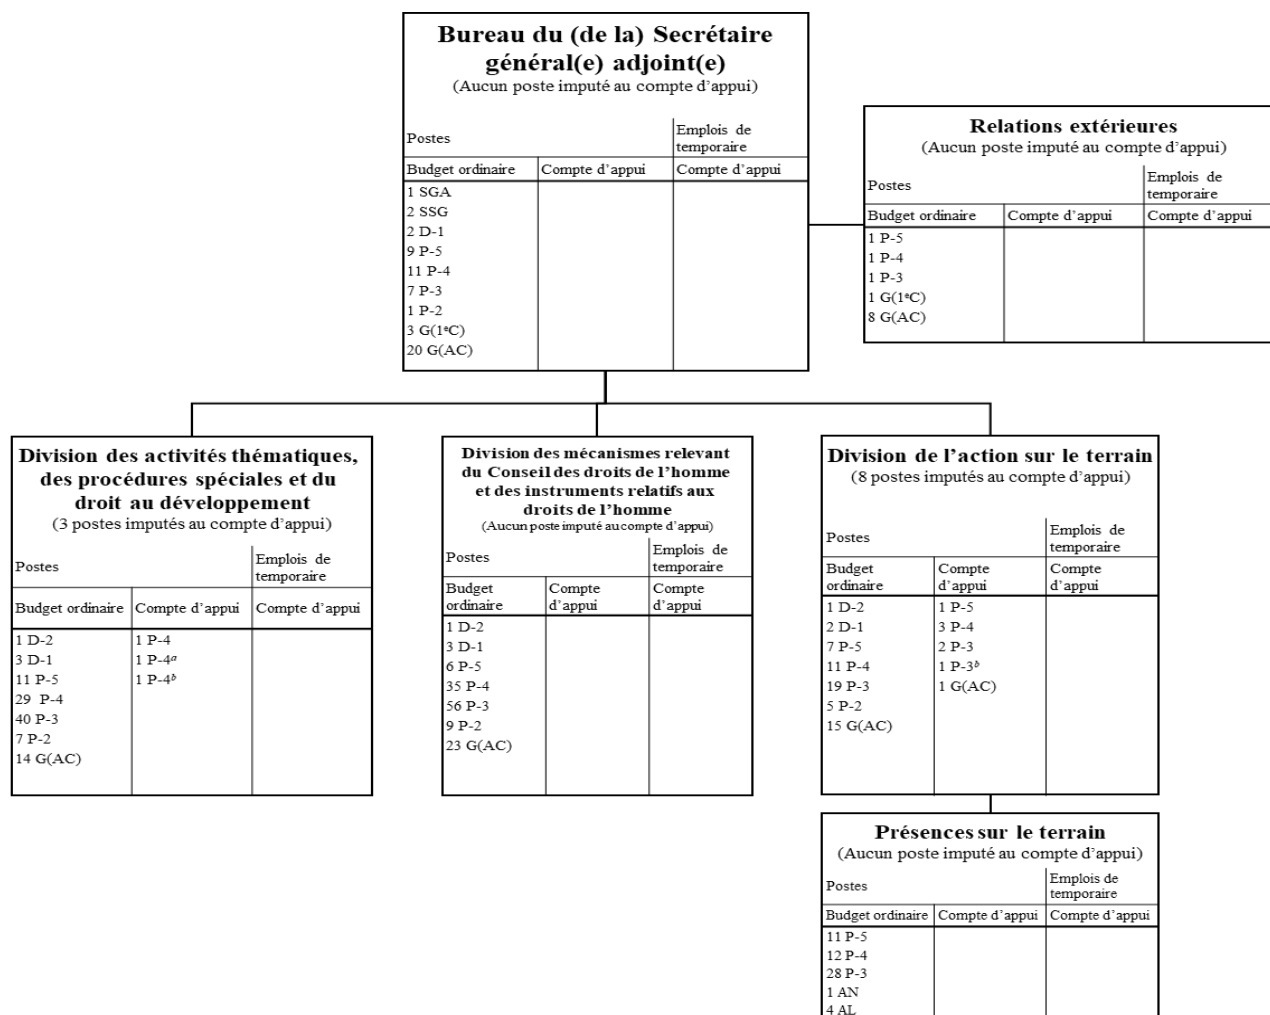 Bureau du (de la) Secrétaire
général(e) adjoint(e)
(Aucun poste imputé au compte d'appui)
Postes
Emplois de
temporaire
Budget ordinaire
Compte d'appui
Compte d'appui
1 SGA
2 SSG
2 D-1
9 P-5
11 P-4
7 P-3
1 P-2
3 G(1eC)
20 G(AC)
Relations extérieures
(Aucun poste imputé au compte d'appui)
Postes
Emplois de
temporaire
Budget ordinaire
Compte d'appui
Compte d'appui
1 P-5
1 P-4
1 P-3
1 G(1eC)
8 G(AC)
Division des activités thématiques,
des procédures spéciales et du
droit au développement
(3 postes imputés au compte d'appui)
Postes
Emplois de
temporaire
Budget ordinaire
Compte d'appui
Compte d'appui
1 D-2
3 D-1
11 P-5
29 P-4
40 P-3
7 P-2
14 G(AC)
1 P-4
1 P-4a
1 P-4b
Division des mécanismes relevant
du Conseil des droits de l'homme
et des instruments relatifs aux
droits de l'homme
(Aucun poste imputé au compte d'appui)
Postes
Emplois de
temporaire
Budget
ordinaire
Compte
d'appui
Compte
d'appui
1 D-2
3 D-1
6 P-5
35 P-4
56 P-3
9 P-2
23 G(AC)
Division de l'action sur le terrain
(8 postes imputés au compte d'appui)
Postes
Emplois de
temporaire
Budget
ordinaire
Compte
d'appui
Compte
d'appui
1 D-2
2 D-1
7 P-5
11 P-4
19 P-3
5 P-2
15 G(AC)
1 P-5
3 P-4
2 P-3
1 P-3b
1 G(AC)
Présences sur le terrain
(Aucun poste imputé au compte d'appui)
Postes
Emplois de
temporaire
Budget ordinaire
Compte d'appui
Compte d'appui
11 P-5
12 P-4
28 P-3
1 AN
4 AL